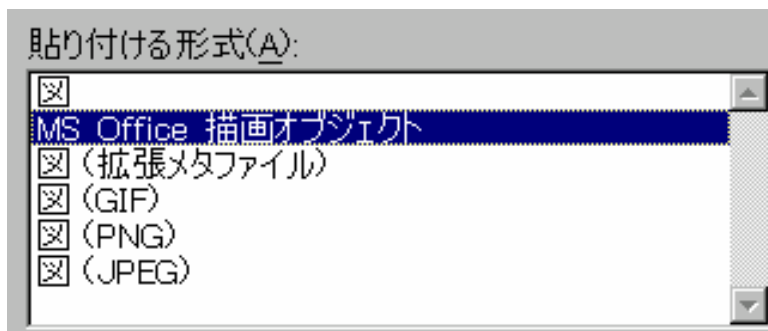 貼り付ける形式(A):
図
MS Office 描画オブジェクト
図 (拡張メタファイル)
図 (GIF)
図 (PNG)
図 (JPEG)